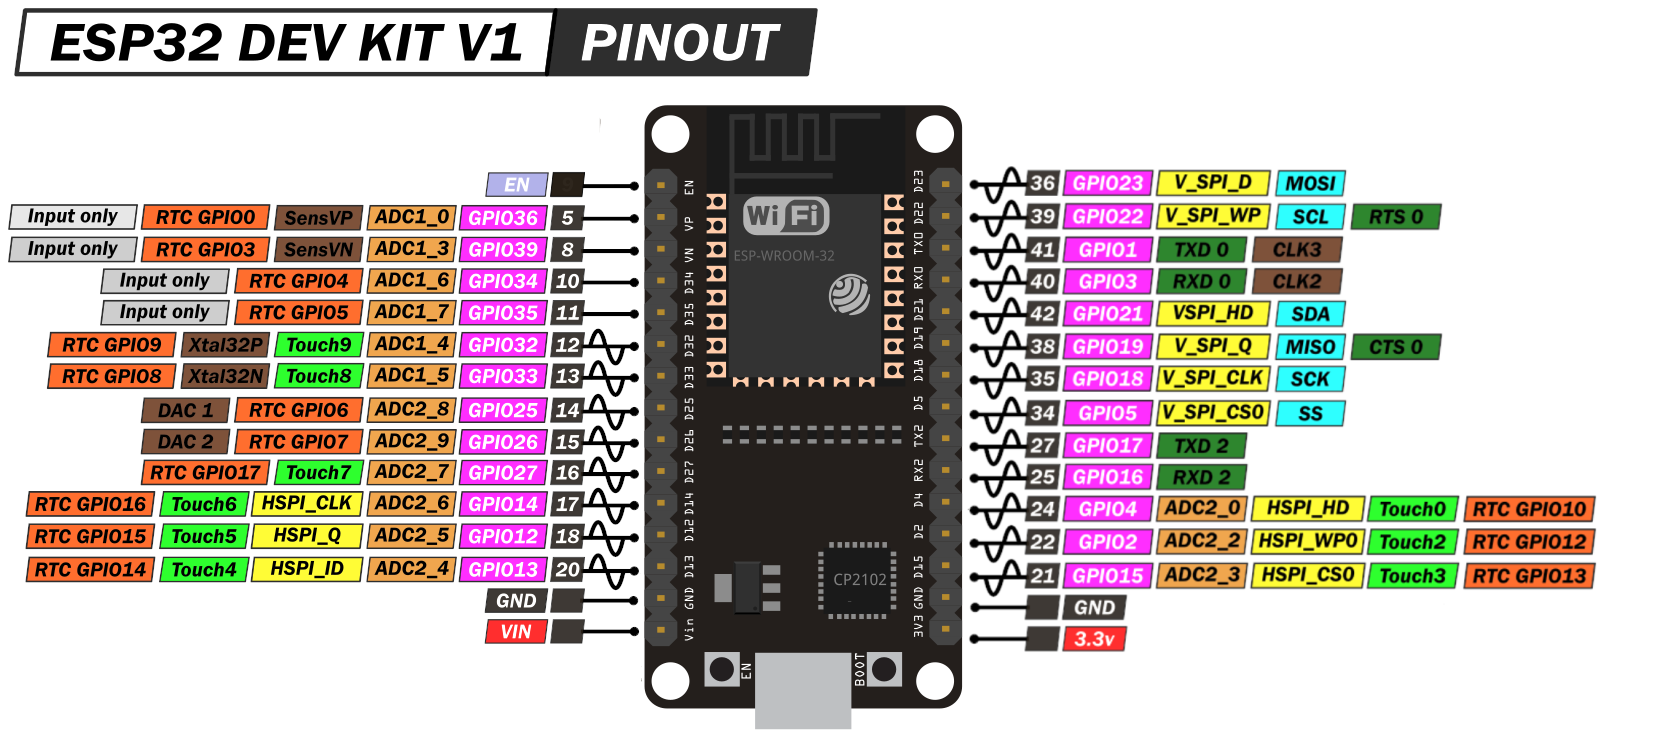 ESP32 DEV KIT V1 PINOUT
EN 9
Input only RTC GPIO0 SensVP ADC1_0 GPIO36 5
Input only RTC GPIO3 SensVN ADC1_3 GPIO39 8
Input only RTC GPIO4 ADC1_6 GPIO34 10
Input only RTC GPIO5 ADC1_7 GPIO35 11
RTC GPIO9 Xtal32P Touch9 ADC1_4 GPIO32 12
RTC GPIO8 Xtal32N Touch8 ADC1_5 GPIO33 13
DAC 1 RTC GPIO6 ADC2_8 GPIO25 14
DAC 2 RTC GPIO7 ADC2_9 GPIO26 15
RTC GPIO17 Touch7 ADC2_7 GPIO27 16
RTC GPIO16 Touch6 HSPI_CLK ADC2_6 GPIO14 17
RTC GPIO15 Touch5 HSPI_Q ADC2_5 GPIO12 18
RTC GPIO14 Touch4 HSPI_ID ADC2_4 GPIO13 20
GND
VIN
EN
VP
VN
D34
D35
D32
D33
D25
D26
D27
D14
D12
D13
GND
Vin
WiFi
ESP-WROOM-32
CP2102
EN
BOOT
D23
D22
TX0
RX0
D21
D19
D18
D5
TX2
RX2
D4
D2
D15
GND
3V3
36 GPIO23 V_SPI_D MOSI
39 GPIO22 V_SPI_WP SCL RTS 0
41 GPIO1 TXD 0 CLK3
40 GPIO3 RXD 0 CLK2
42 GPIO21 VSPI_HD SDA
38 GPIO19 V_SPI_Q MISO CTS 0
35 GPIO18 V_SPI_CLK SCK
34 GPIO5 V_SPI_CS0 SS
27 GPIO17 TXD 2
25 GPIO16 RXD 2
24 GPIO4 ADC2_0 HSPI_HD Touch0 RTC GPIO10
22 GPIO2 ADC2_2 HSPI_WP0 Touch2 RTC GPIO12
21 GPIO15 ADC2_3 HSPI_CS0 Touch3 RTC GPIO13
GND
3.3v